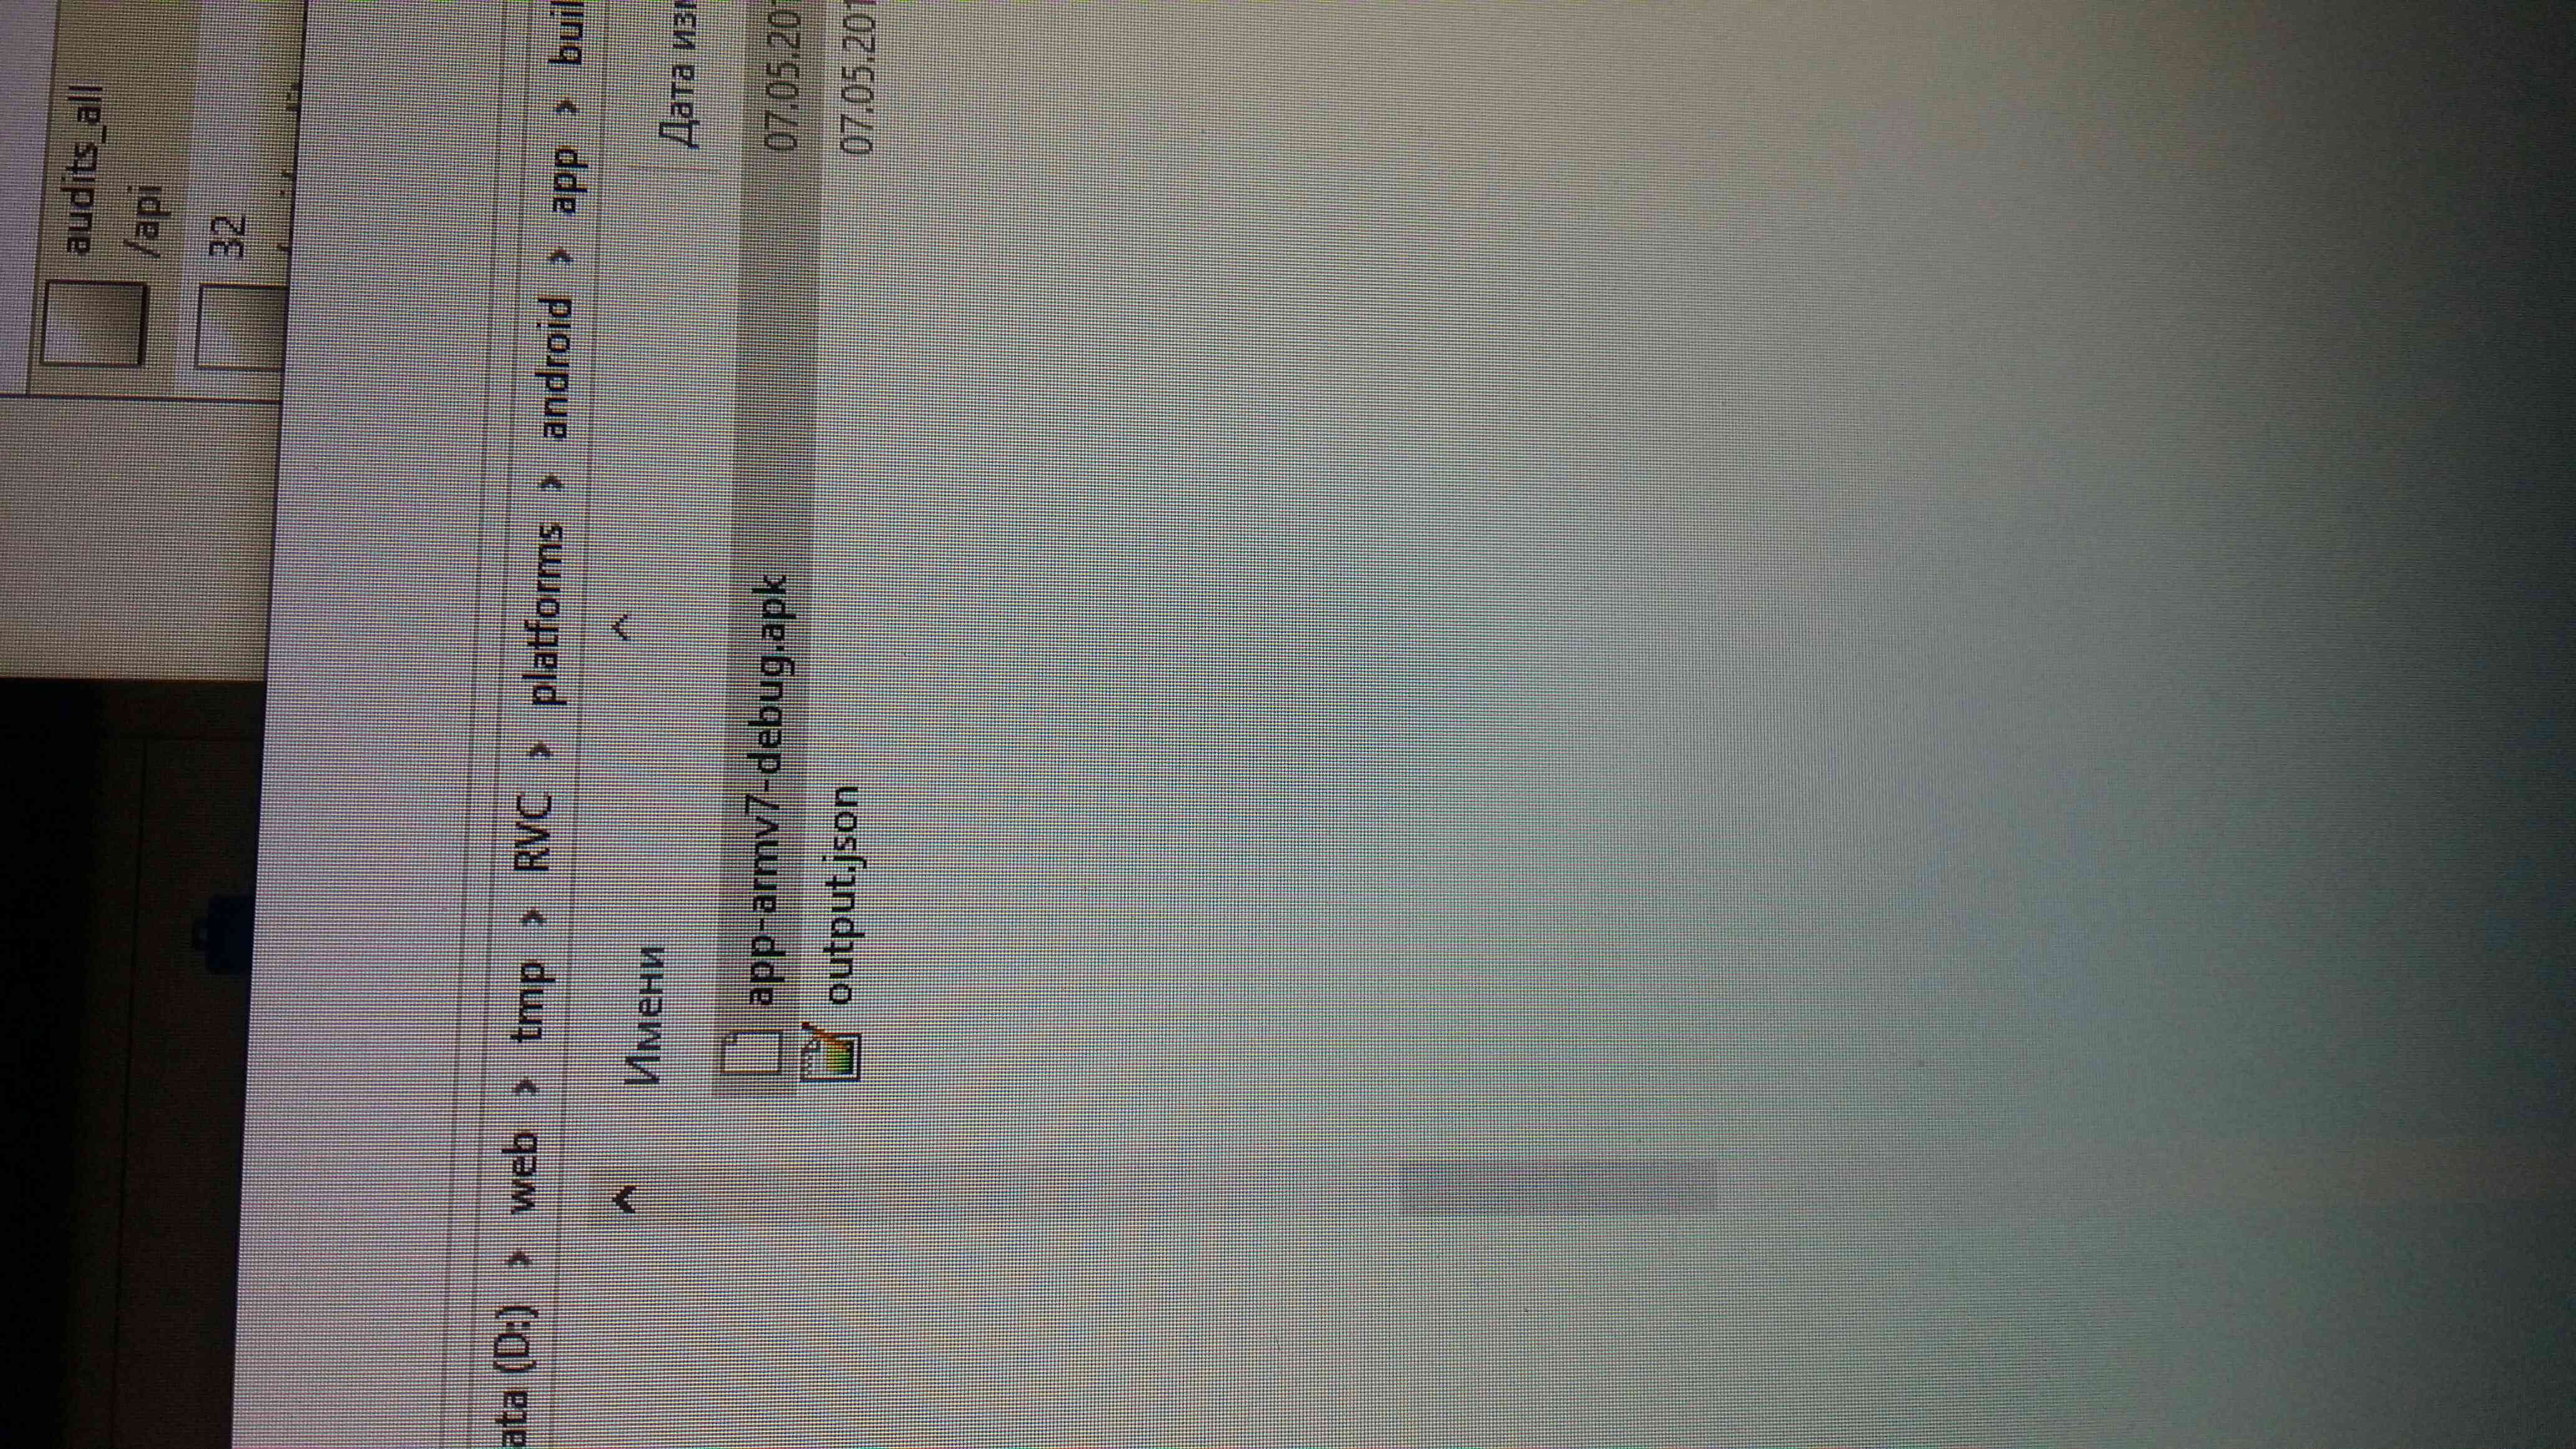 audits_all
/api
32
ata (D:) › web › tmp › RVC › platforms › android › app › buil
Имени Дата изм
app-armv7-debug.apk 07.05.201
output.json 07.05.201